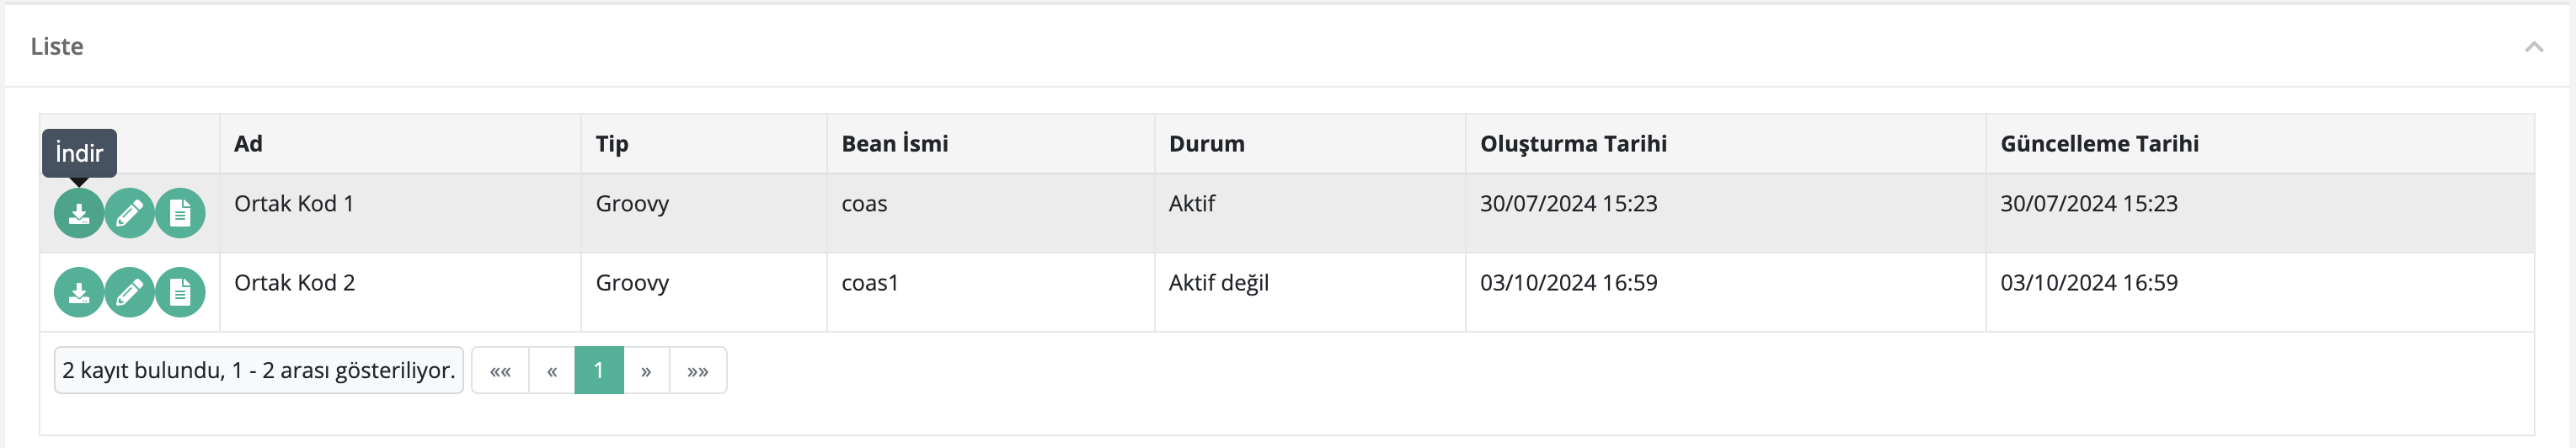 Liste
İndir
Ad Tip Bean İsmi Durum Oluşturma Tarihi Güncelleme Tarihi
Ortak Kod 1 Groovy coas Aktif 30/07/2024 15:23 30/07/2024 15:23
Ortak Kod 2 Groovy coas1 Aktif değil 03/10/2024 16:59 03/10/2024 16:59
2 kayıt bulundu, 1 - 2 arası gösteriliyor. «« « 1 » »»